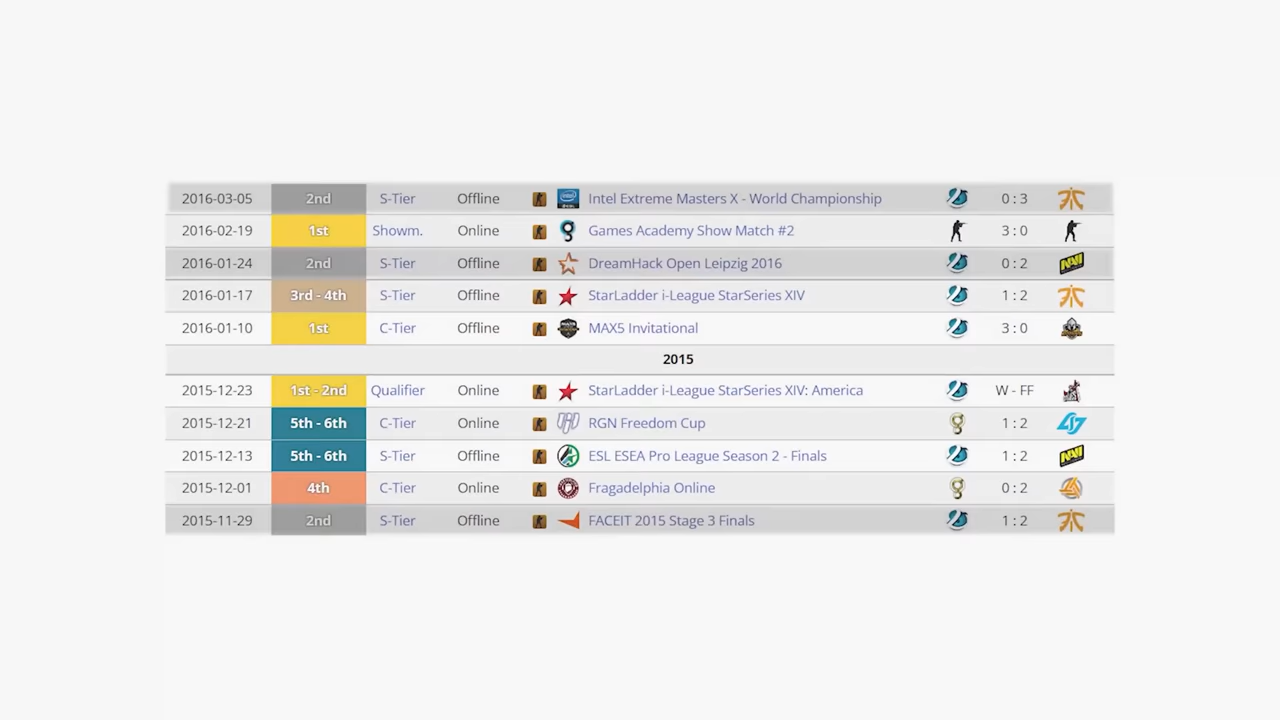 2016-03-05 2nd S-Tier Offline Intel Extreme Masters X - World Championship 0 : 3
2016-02-19 1st Showm. Online Games Academy Show Match #2 3 : 0
2016-01-24 2nd S-Tier Offline DreamHack Open Leipzig 2016 0 : 2
2016-01-17 3rd - 4th S-Tier Offline StarLadder i-League StarSeries XIV 1 : 2
2016-01-10 1st C-Tier Offline MAX5 Invitational 3 : 0
2015
2015-12-23 1st - 2nd Qualifier Online StarLadder i-League StarSeries XIV: America W - FF
2015-12-21 5th - 6th C-Tier Online RGN Freedom Cup 1 : 2
2015-12-13 5th - 6th S-Tier Offline ESL ESEA Pro League Season 2 - Finals 1 : 2
2015-12-01 4th C-Tier Online Fragadelphia Online 0 : 2
2015-11-29 2nd S-Tier Offline FACEIT 2015 Stage 3 Finals 1 : 2